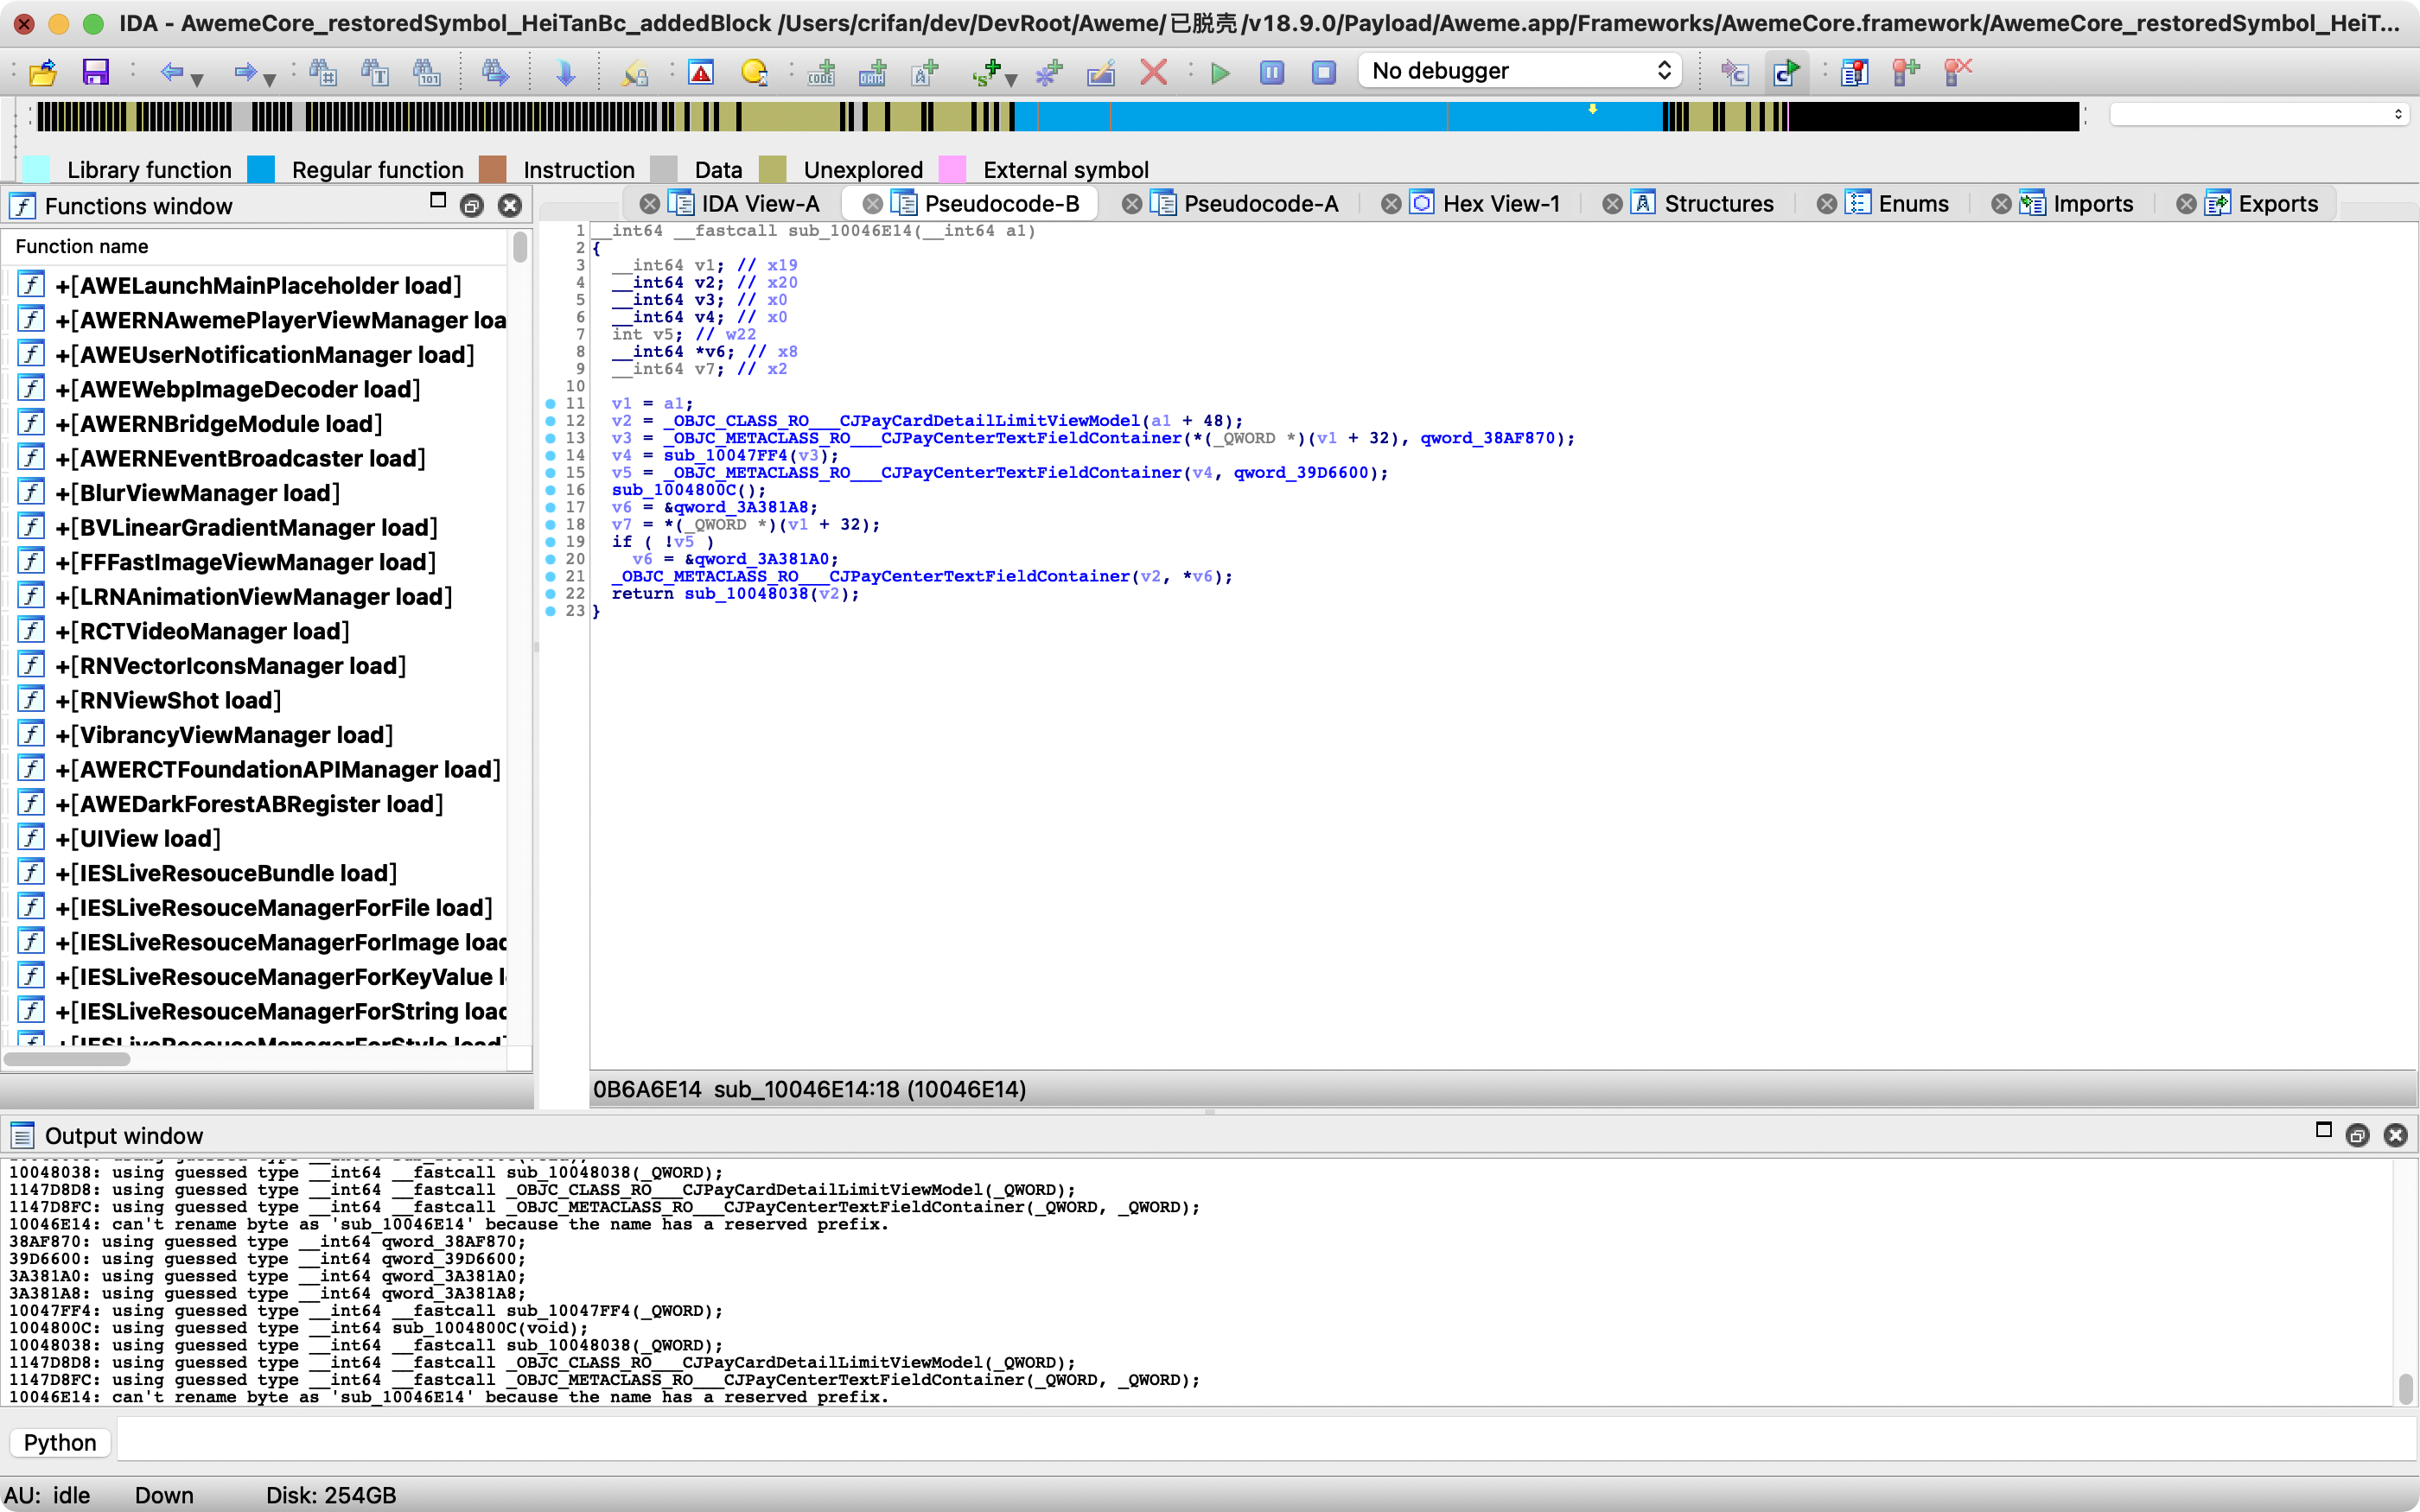 IDA - AwemeCore_restoredSymbol_HeiTanBc_addedBlock /Users/crifan/dev/DevRoot/Aweme/已脱壳/v18.9.0/Payload/Aweme.app/Frameworks/AwemeCore.framework/AwemeCore_restoredSymbol_HeiT...
No debugger
Library function Regular function Instruction Data Unexplored External symbol
Functions window
IDA View-A Pseudocode-B Pseudocode-A Hex View-1 Structures Enums Imports Exports
Function name
+[AWELaunchMainPlaceholder load]
+[AWERNAwemePlayerViewManager loa
+[AWEUserNotificationManager load]
+[AWEWebpImageDecoder load]
+[AWERNBridgeModule load]
+[AWERNEventBroadcaster load]
+[BlurViewManager load]
+[BVLinearGradientManager load]
+[FFFastImageViewManager load]
+[LRNAnimationViewManager load]
+[RCTVideoManager load]
+[RNVectorIconsManager load]
+[RNViewShot load]
+[VibrancyViewManager load]
+[AWERCTFoundationAPIManager load]
+[AWEDarkForestABRegister load]
+[UIView load]
+[IESLiveResouceBundle load]
+[IESLiveResouceManagerForFile load]
+[IESLiveResouceManagerForImage load
+[IESLiveResouceManagerForKeyValue l
+[IESLiveResouceManagerForString load
+[IESLiveResouceManagerForStyle load]
1 __int64 __fastcall sub_10046E14(__int64 a1)
2 {
3 __int64 v1; // x19
4 __int64 v2; // x20
5 __int64 v3; // x0
6 __int64 v4; // x0
7 int v5; // w22
8 __int64 *v6; // x8
9 __int64 v7; // x2
10
11 v1 = a1;
12 v2 = _OBJC_CLASS_RO___CJPayCardDetailLimitViewModel(a1 + 48);
13 v3 = _OBJC_METACLASS_RO___CJPayCenterTextFieldContainer(*(_QWORD *)(v1 + 32), qword_38AF870);
14 v4 = sub_10047FF4(v3);
15 v5 = _OBJC_METACLASS_RO___CJPayCenterTextFieldContainer(v4, qword_39D6600);
16 sub_1004800C();
17 v6 = &qword_3A381A8;
18 v7 = *(_QWORD *)(v1 + 32);
19 if ( !v5 )
20 v6 = &qword_3A381A0;
21 _OBJC_METACLASS_RO___CJPayCenterTextFieldContainer(v2, *v6);
22 return sub_10048038(v2);
23 }
0B6A6E14 sub_10046E14:18 (10046E14)
Output window
10048038: using guessed type __int64 __fastcall sub_10048038(_QWORD);
1147D8D8: using guessed type __int64 __fastcall _OBJC_CLASS_RO___CJPayCardDetailLimitViewModel(_QWORD);
1147D8FC: using guessed type __int64 __fastcall _OBJC_METACLASS_RO___CJPayCenterTextFieldContainer(_QWORD, _QWORD);
10046E14: can't rename byte as 'sub_10046E14' because the name has a reserved prefix.
38AF870: using guessed type __int64 qword_38AF870;
39D6600: using guessed type __int64 qword_39D6600;
3A381A0: using guessed type __int64 qword_3A381A0;
3A381A8: using guessed type __int64 qword_3A381A8;
10047FF4: using guessed type __int64 __fastcall sub_10047FF4(_QWORD);
1004800C: using guessed type __int64 sub_1004800C(void);
10048038: using guessed type __int64 __fastcall sub_10048038(_QWORD);
1147D8D8: using guessed type __int64 __fastcall _OBJC_CLASS_RO___CJPayCardDetailLimitViewModel(_QWORD);
1147D8FC: using guessed type __int64 __fastcall _OBJC_METACLASS_RO___CJPayCenterTextFieldContainer(_QWORD, _QWORD);
10046E14: can't rename byte as 'sub_10046E14' because the name has a reserved prefix.
Python
AU: idle Down Disk: 254GB